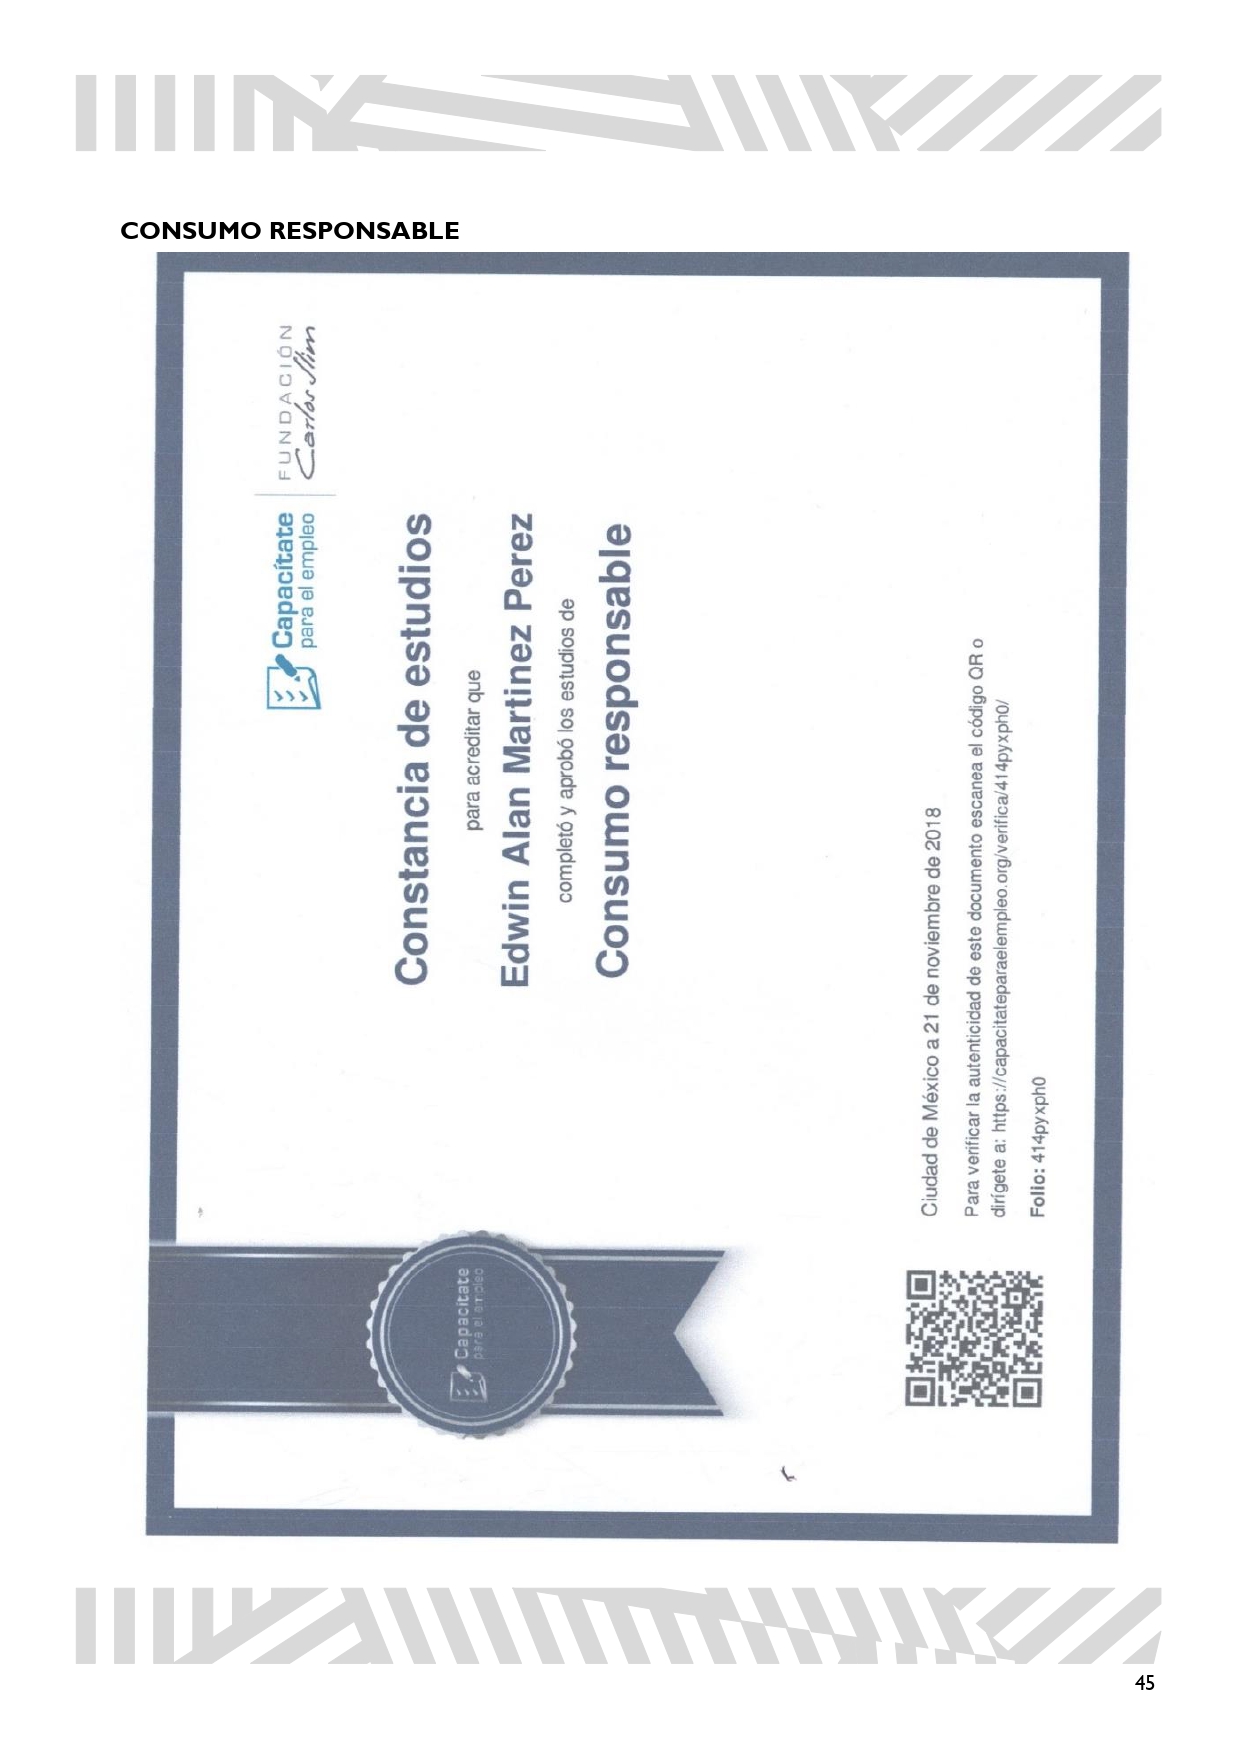 CONSUMO RESPONSABLE
Capacítate
para el empleo
FUNDACIÓN
Carlos Slim
Constancia de estudios
para acreditar que
Edwin Alan Martinez Perez
completó y aprobó los estudios de
Consumo responsable
Capacítate
para el empleo
Ciudad de México a 21 de noviembre de 2018
Para verificar la autenticidad de este documento escanea el código QR o
dirígete a: https://capacitateparaelempleo.org/verifica/414pyxph0/
Folio: 414pyxph0
45